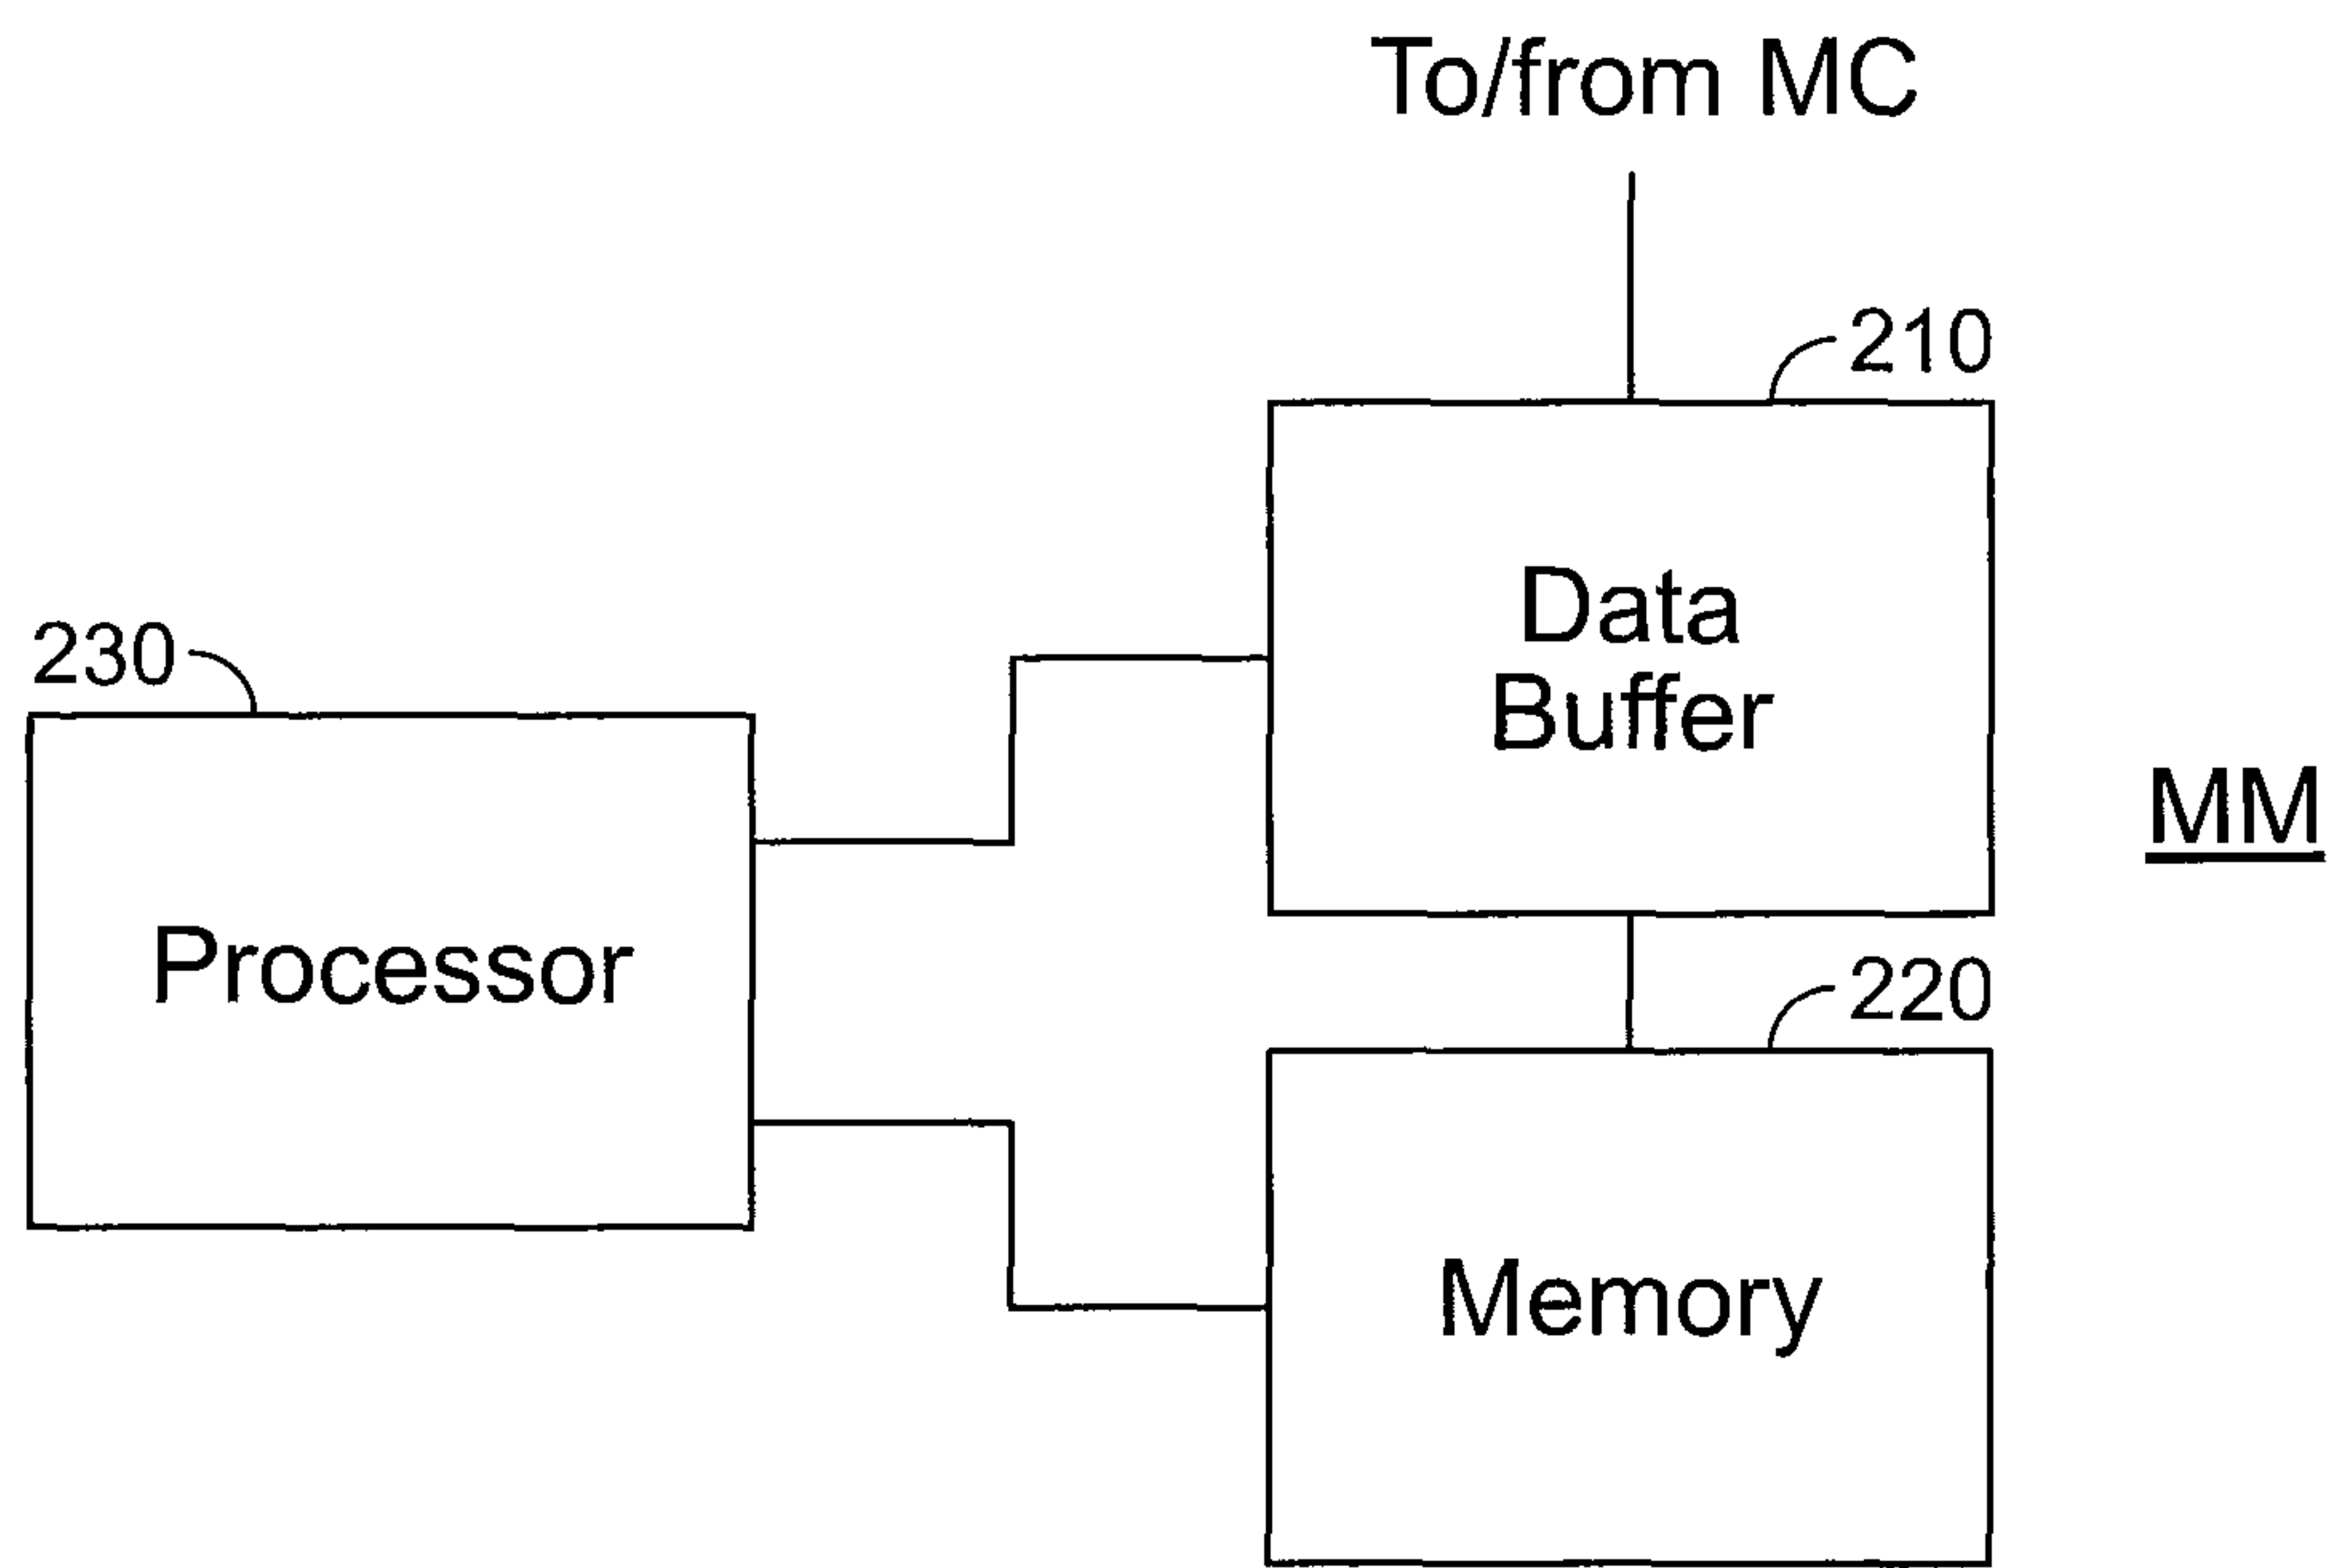 To/from MC
210
Data
Buffer
MM
230
Processor
220
Memory